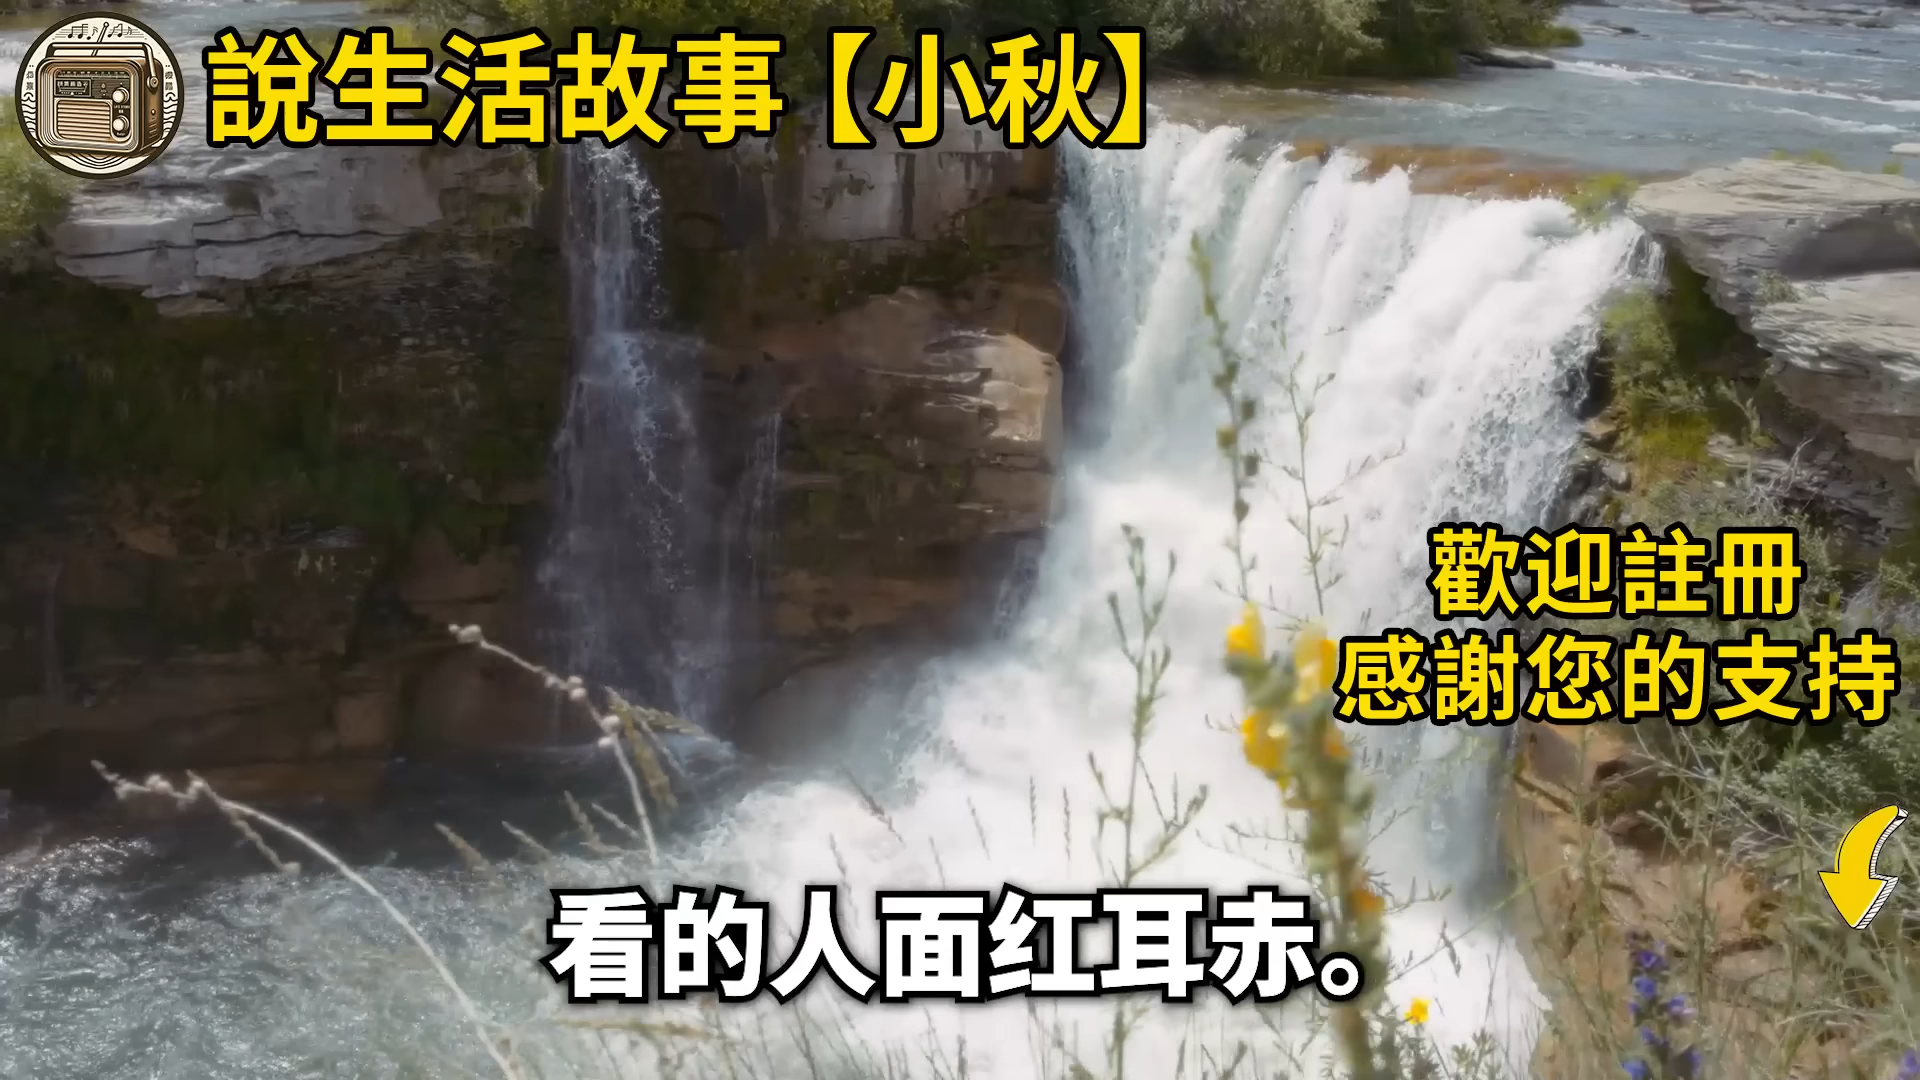 說生活故事【小秋】
歡迎註冊
感謝您的支持
看的人面红耳赤。